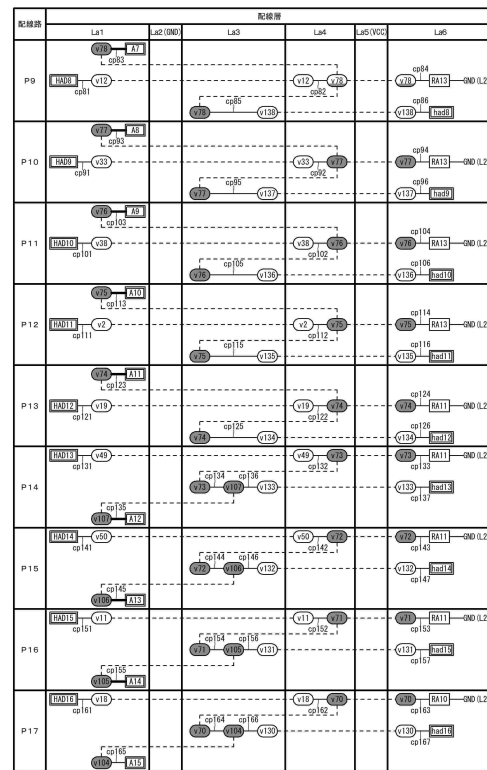 配線路 配線層
La1 La2(GND) La3 La4 La5(VCC) La6
P9
v78 A7
cp83
HAD8 v12 v12 v78 v78 RA13 GND(L2
cp81 cp82 cp84
cp85 cp86
v78 v138 v138 had8
P10
v77 A8
cp93
HAD9 v33 v33 v77 v77 RA13 GND(L2
cp91 cp92 cp94
cp95 cp96
v77 v137 v137 had9
P11
v76 A9
cp103
HAD10 v38 v38 v76 v76 RA13 GND(L2
cp101 cp102 cp104
cp105 cp106
v76 v136 v136 had10
P12
v75 A10
cp113
HAD11 v2 v2 v75 v75 RA13 GND(L2
cp111 cp112 cp114
cp115 cp116
v75 v135 v135 had11
P13
v74 A11
cp123
HAD12 v19 v19 v74 v74 RA11 GND(L2
cp121 cp122 cp124
cp125 cp126
v74 v134 v134 had12
P14
HAD13 v49 v49 v73 v73 RA11 GND(L2
cp131 cp132 cp133
cp134 cp136
v73 v107 v133 v133 had13
cp135 cp137
v107 A12
P15
HAD14 v50 v50 v72 v72 RA11 GND(L2
cp141 cp142 cp143
cp144 cp146
v72 v106 v132 v132 had14
cp145 cp147
v106 A13
P16
HAD15 v11 v11 v71 v71 RA11 GND(L2
cp151 cp152 cp153
cp154 cp156
v71 v105 v131 v131 had15
cp155 cp157
v105 A14
P17
HAD16 v18 v18 v70 v70 RA10 GND(L2
cp161 cp162 cp163
cp164 cp166
v70 v104 v130 v130 had16
cp165 cp167
v104 A15